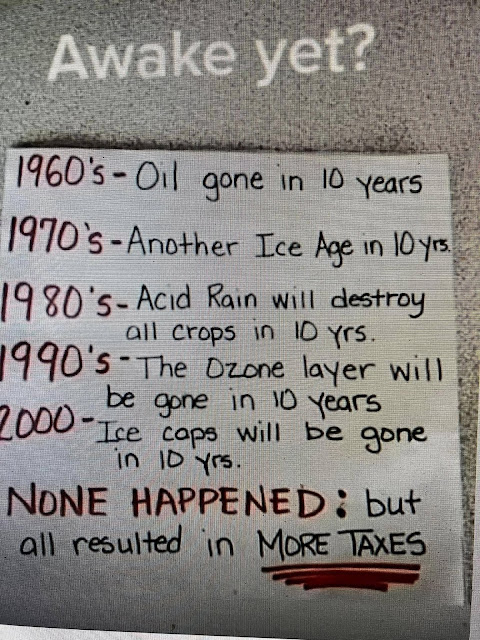 Awake yet?
1960's - Oil gone in 10 years
1970's - Another Ice Age in 10 yrs.
1980's - Acid Rain will destroy
all crops in 10 yrs.
1990's - The Ozone layer will
be gone in 10 years
2000 - Ice caps will be gone
in 10 yrs.
NONE HAPPENED: but
all resulted in MORE TAXES